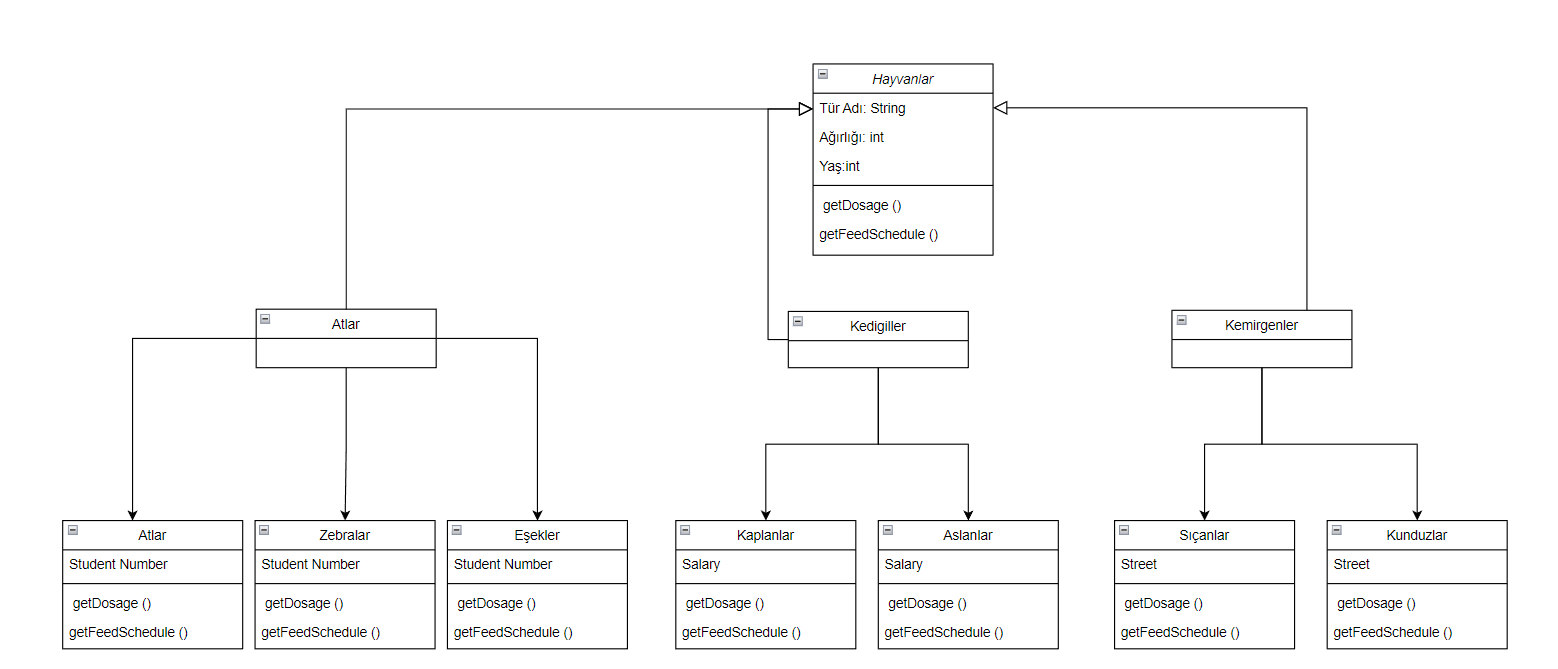 Hayvanlar
Tür Adı: String
Ağırlığı: int
Yaş:int
getDosage ()
getFeedSchedule ()
Atlar
Kedigiller
Kemirgenler
Atlar
Student Number
getDosage ()
getFeedSchedule ()
Zebralar
Student Number
getDosage ()
getFeedSchedule ()
Eşekler
Student Number
getDosage ()
getFeedSchedule ()
Kaplanlar
Salary
getDosage ()
getFeedSchedule ()
Aslanlar
Salary
getDosage ()
getFeedSchedule ()
Sıçanlar
Street
getDosage ()
getFeedSchedule ()
Kunduzlar
Street
getDosage ()
getFeedSchedule ()